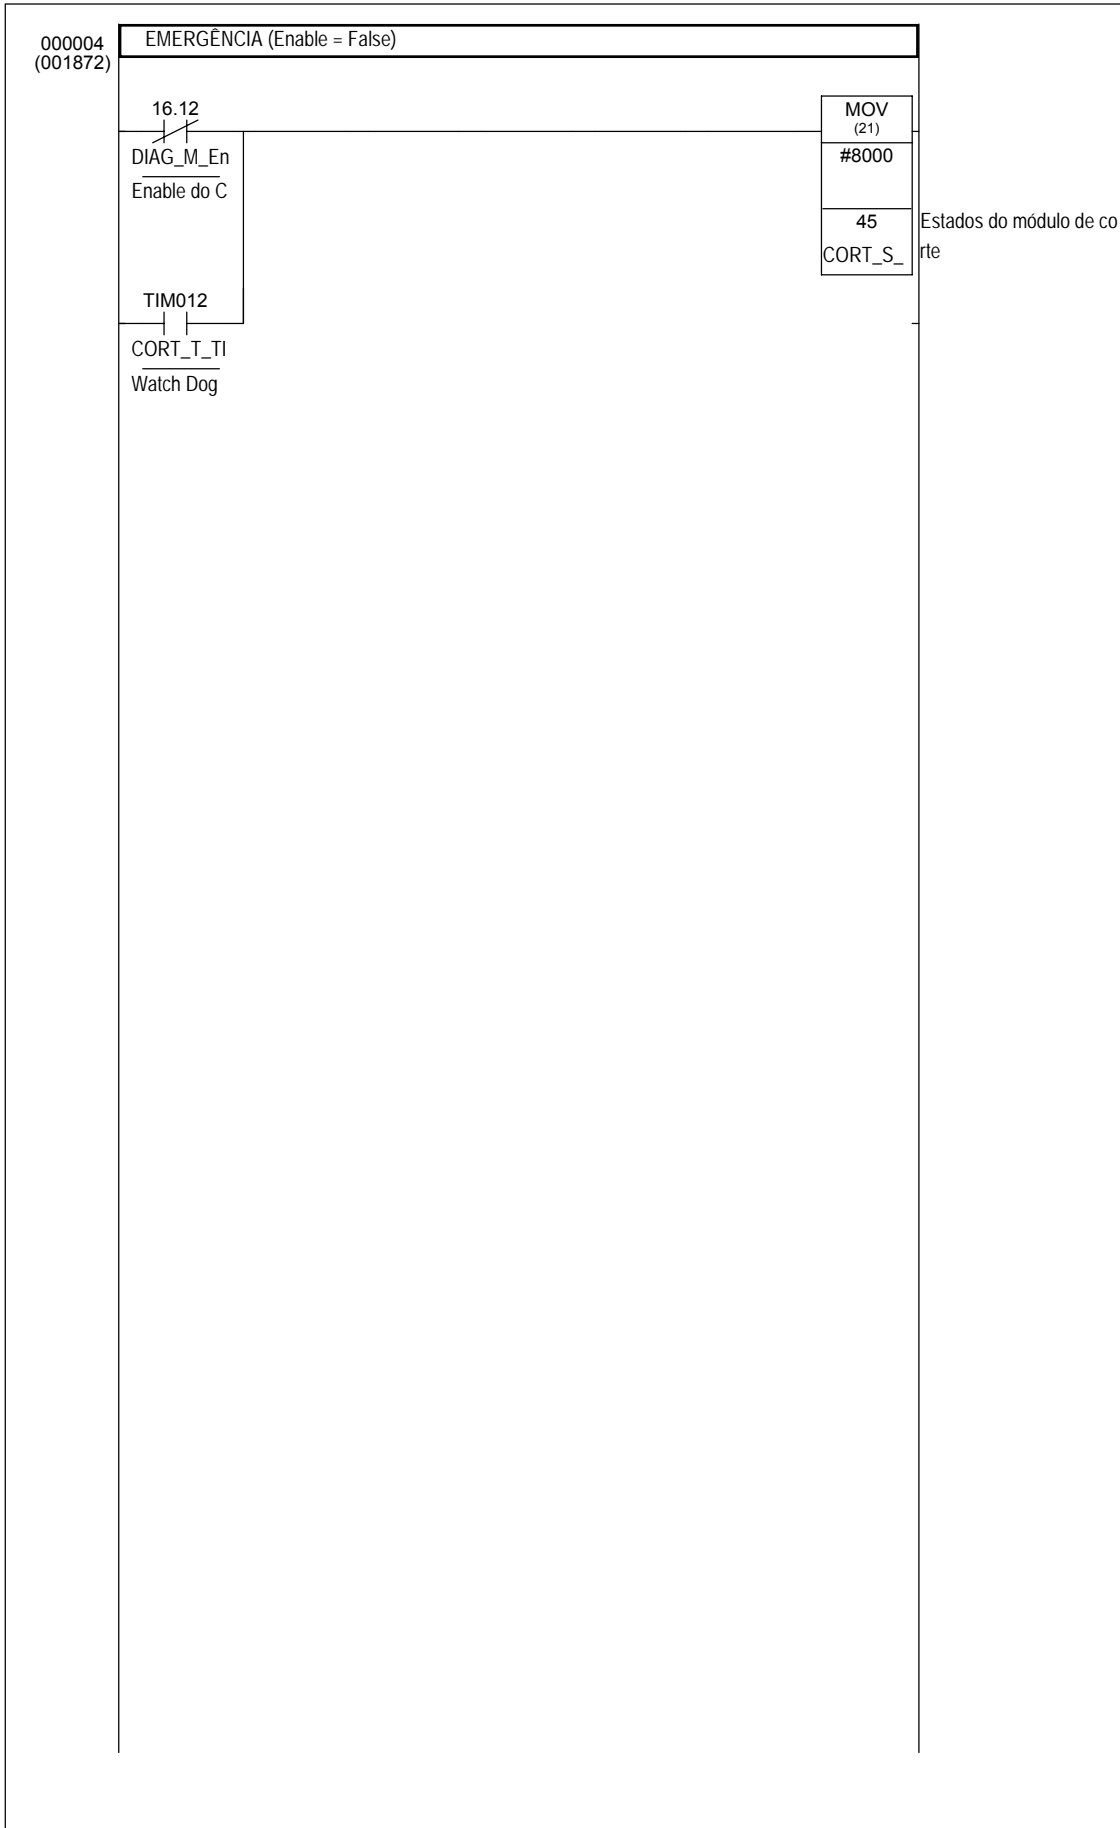 000004
(001872)
EMERGÊNCIA (Enable = False)
16.12
DIAG_M_En
Enable do C
MOV
(21)
#8000
45
CORT_S_
Estados do módulo de co
rte
TIM012
CORT_T_TI
Watch Dog